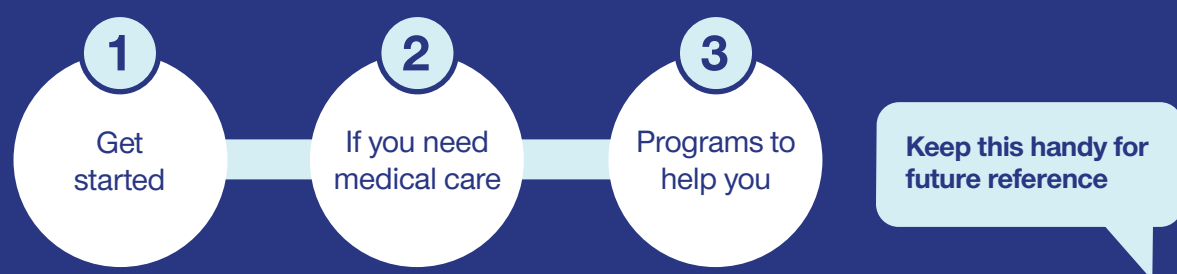 1
Get
started
2
If you need
medical care
3
Programs to
help you
Keep this handy for
future reference